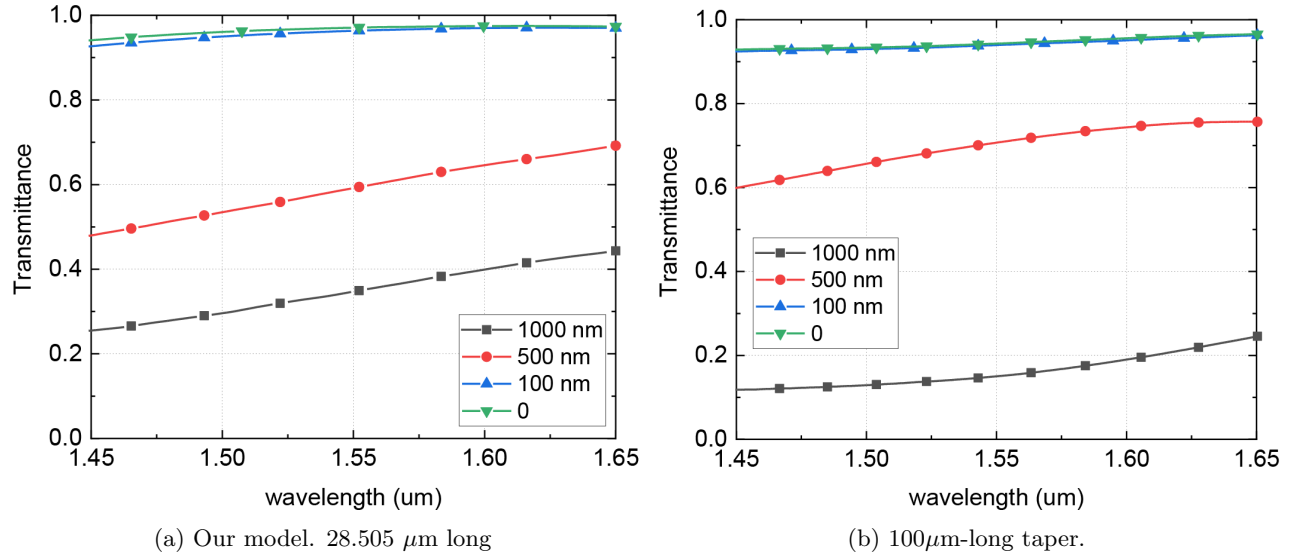 1.0
0.8
0.6
0.4
0.2
0.0
Transmittance
1.45
1.50
1.55
1.60
1.65
wavelength (um)
1000 nm
500 nm
100 nm
0
(a) Our model. 28.505 μm long
1.0
0.8
0.6
0.4
0.2
0.0
Transmittance
1.45
1.50
1.55
1.60
1.65
wavelength (um)
1000 nm
500 nm
100 nm
0
(b) 100μm-long taper.